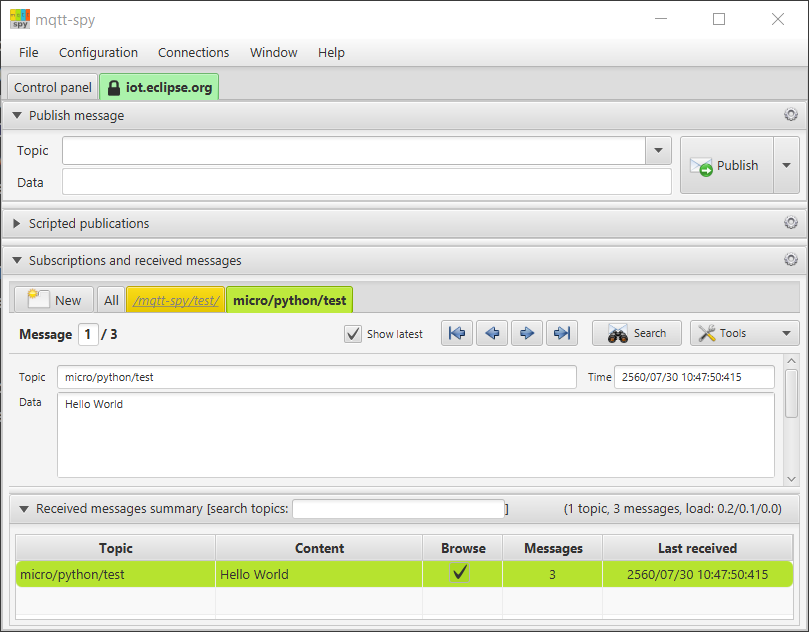 mqtt spy mqtt-spy
File Configuration Connections Window Help
Control panel iot.eclipse.org
Publish message
Topic
Publish
Data
Scripted publications
Subscriptions and received messages
New All /mqtt-spy/test/ micro/python/test
Message 1 / 3 Show latest Search Tools
Topic micro/python/test Time 2560/07/30 10:47:50:415
Data Hello World
Received messages summary [search topics: ] (1 topic, 3 messages, load: 0.2/0.1/0.0)
Topic Content Browse Messages Last received
micro/python/test Hello World 3 2560/07/30 10:47:50:415